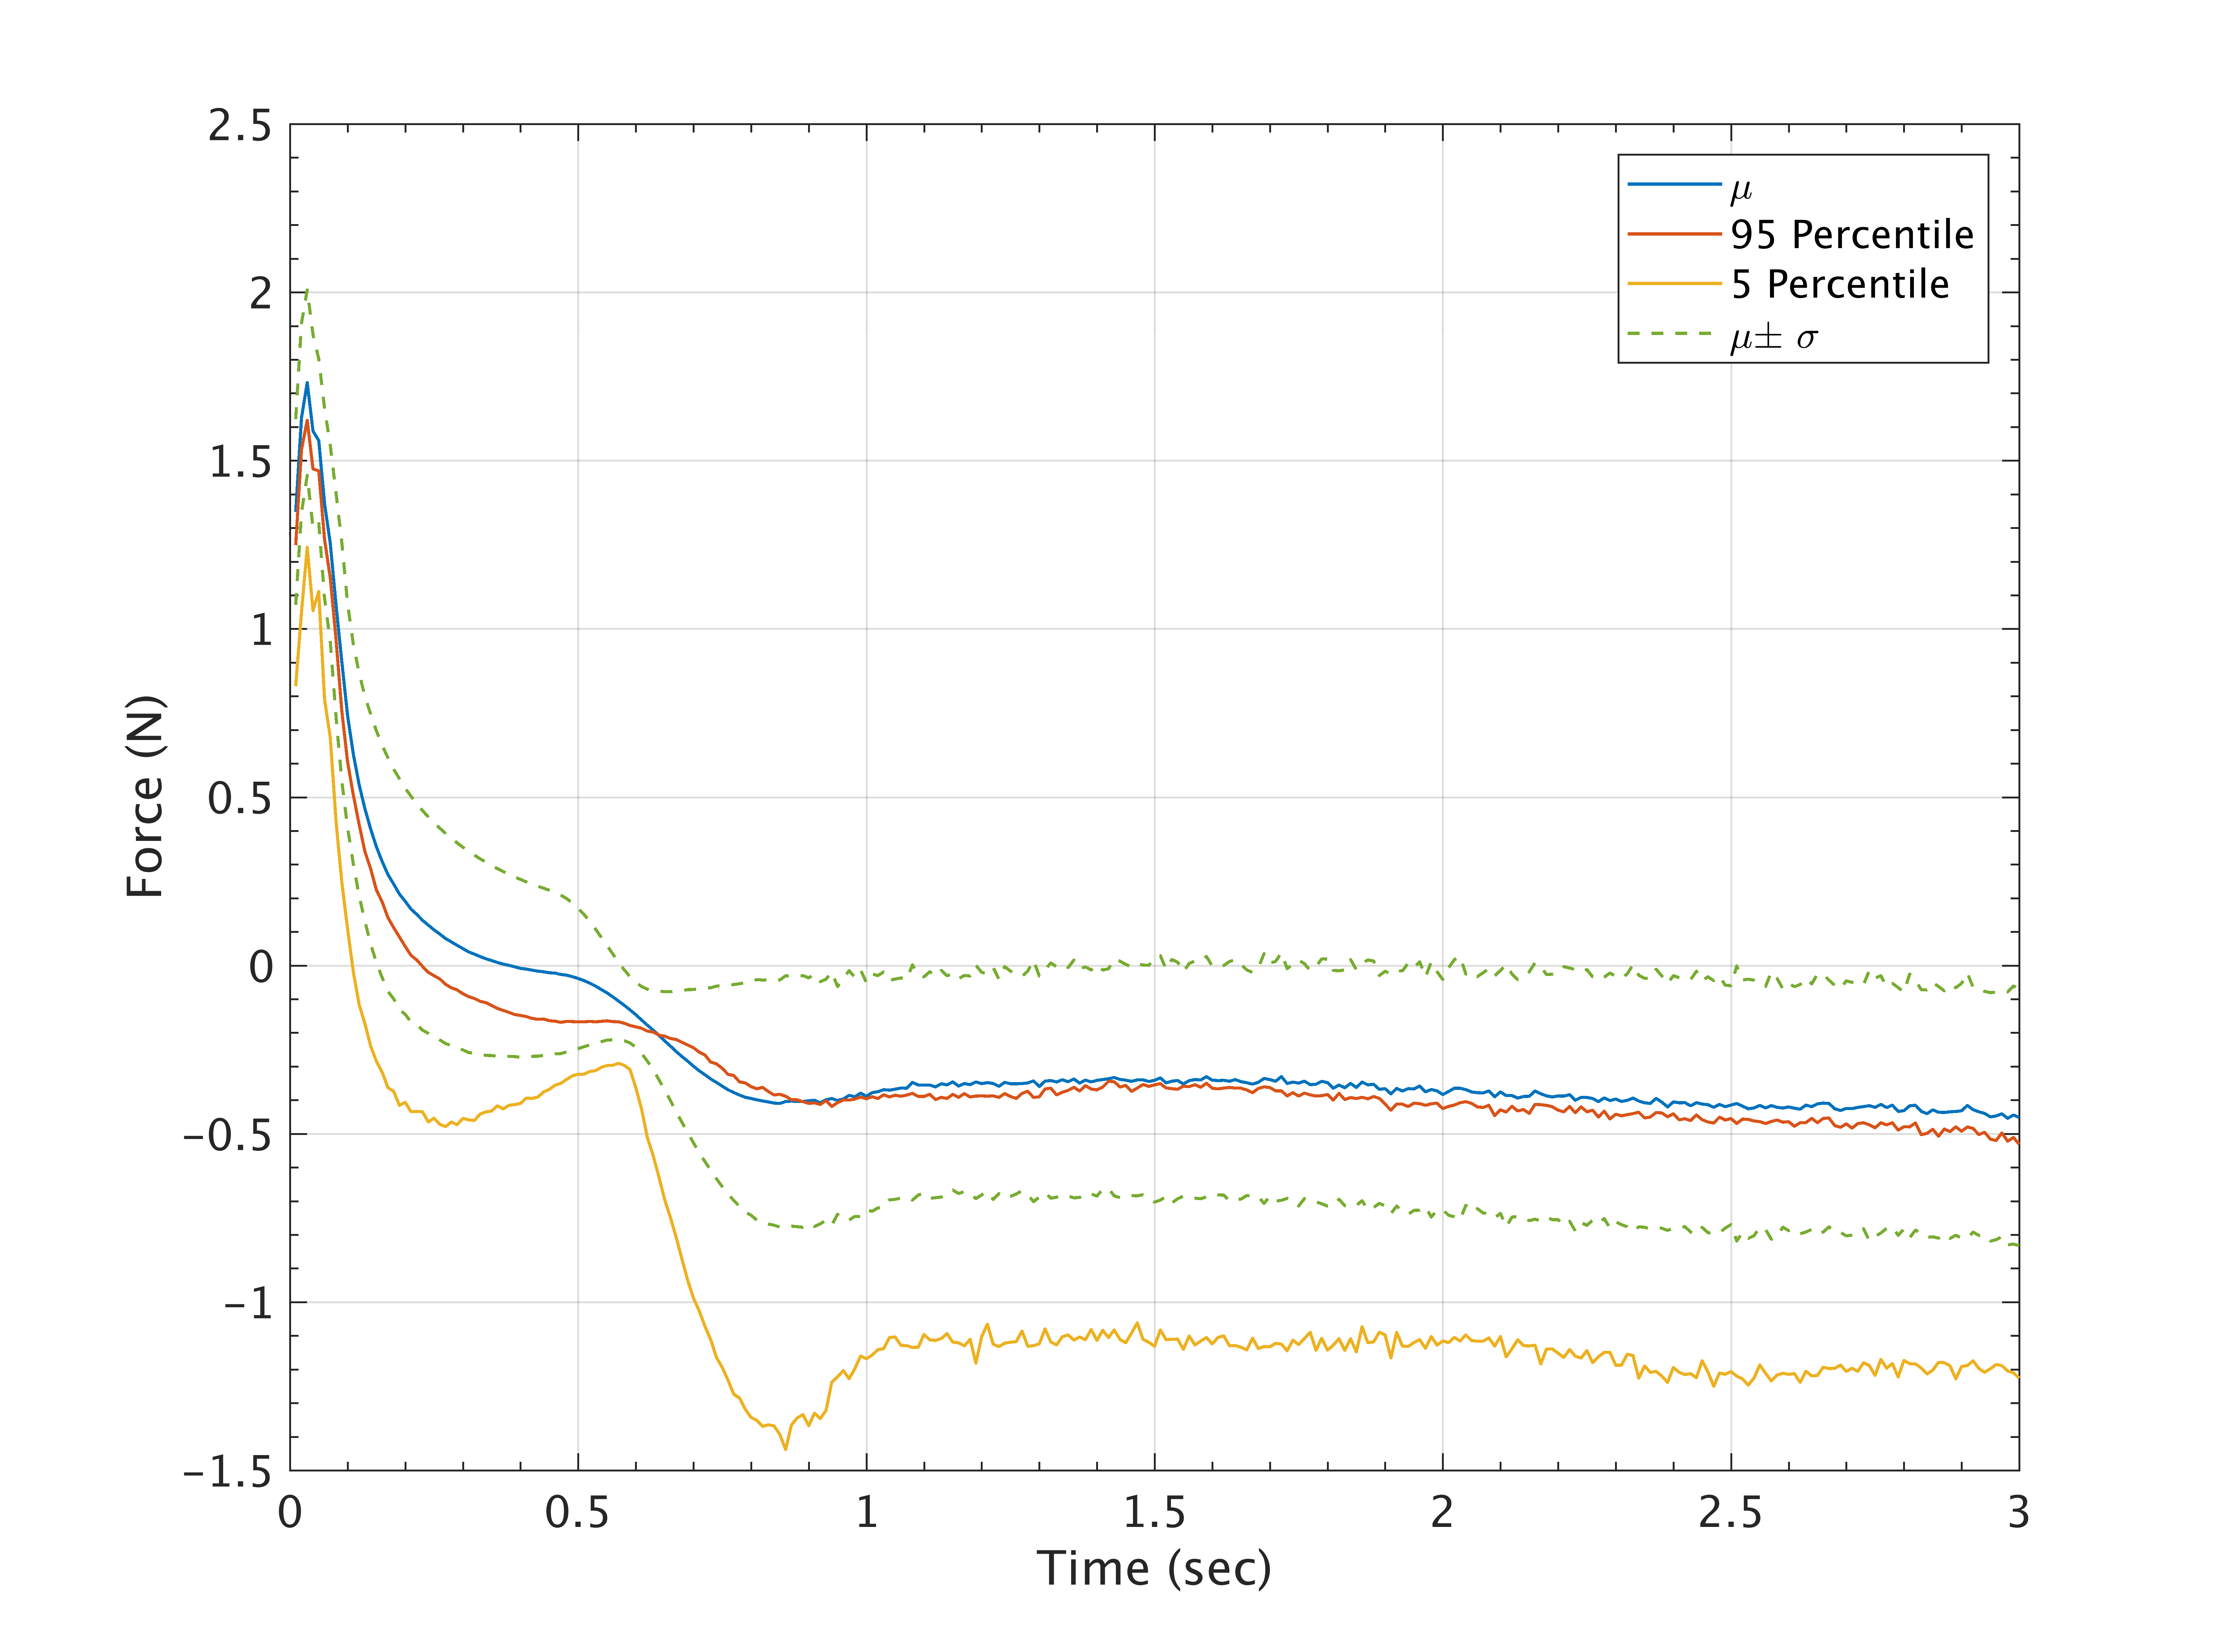 2.5
2
1.5
1
0.5
0
−0.5
−1
−1.5
0 0.5 1 1.5 2 2.5 3
Force (N)
Time (sec)
μ
95 Percentile
5 Percentile
μ± σ